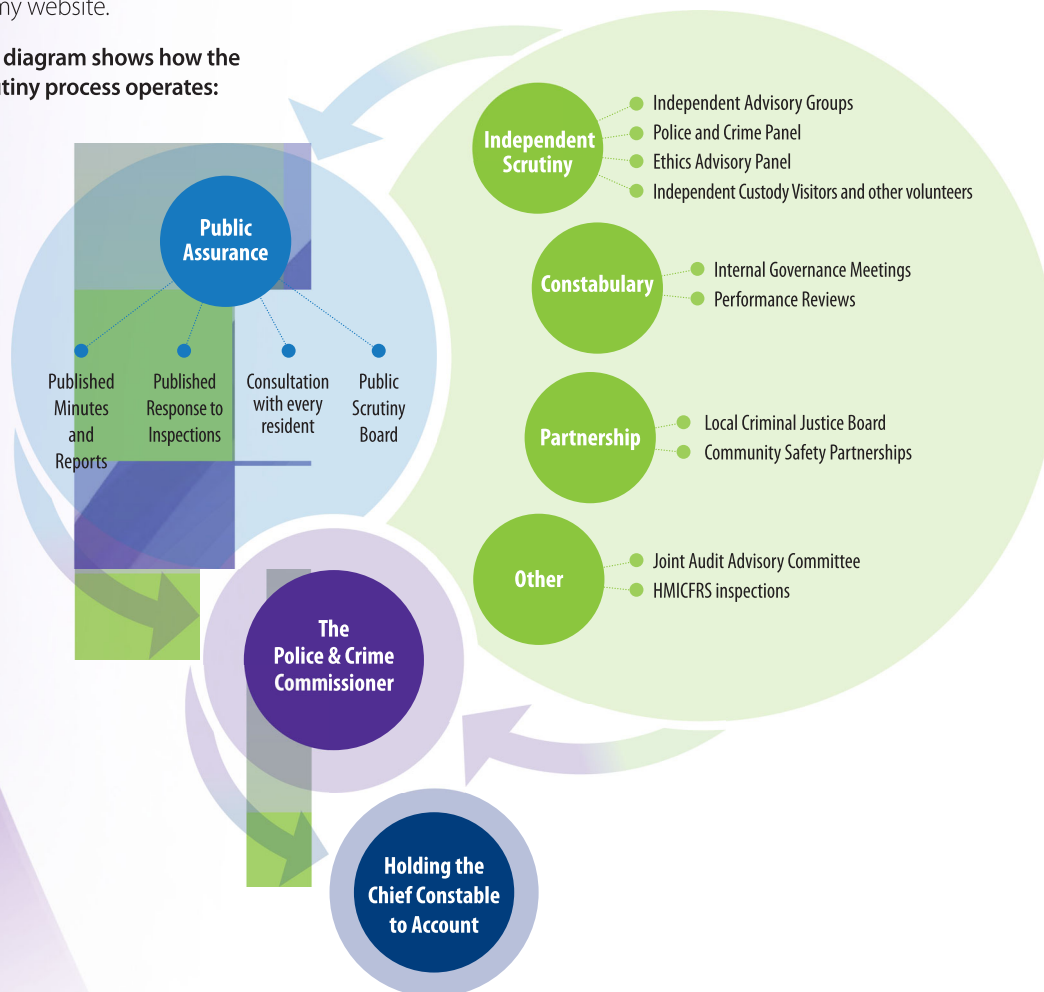 my website.
diagram shows how the
process operates:
Public
Assurance
Published
Minutes
and
Reports
Published
Response to
Inspections
Consultation
with every
resident
Public
Scrutiny
Board
Independent
Scrutiny
Independent Advisory Groups
Police and Crime Panel
Ethics Advisory Panel
Independent Custody Visitors and other volunteers
Constabulary
Internal Governance Meetings
Performance Reviews
Partnership
Local Criminal Justice Board
Community Safety Partnerships
Other
Joint Audit Advisory Committee
HMICFRS inspections
The
Police & Crime
Commissioner
Holding the
Chief Constable
to Account